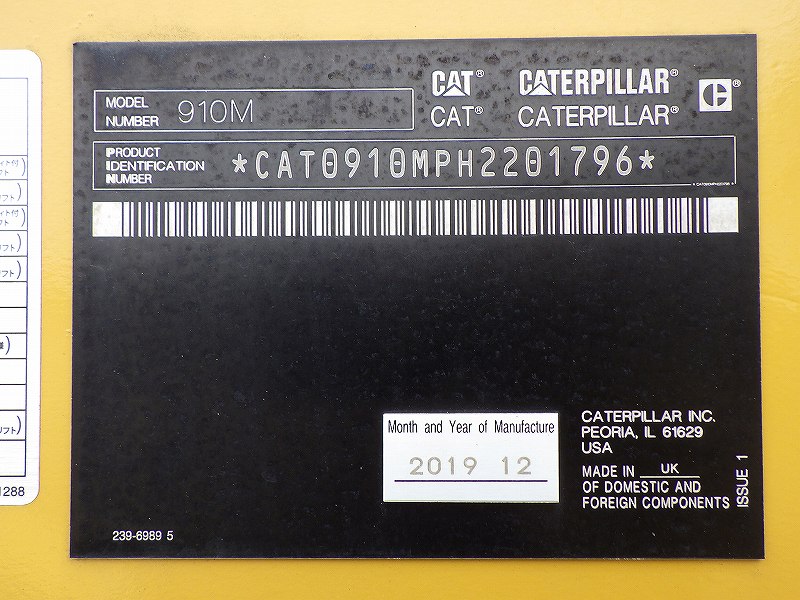 MODEL
NUMBER
910M
CAT® CATERPILLAR®
CAT® CATERPILLAR®
PRODUCT
IDENTIFICATION
NUMBER
*CAT0910MPH2201796*
* CAT0910MPH2201796 *
Month and Year of Manufacture
2019 12
CATERPILLAR INC.
PEORIA, IL 61629
USA
MADE IN UK
OF DOMESTIC AND
FOREIGN COMPONENTS
ISSUE 1
239-6989 5
1288